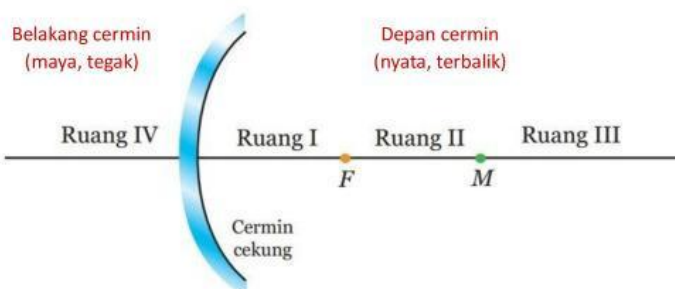 Belakang cermin
(maya, tegak)
Depan cermin
(nyata, terbalik)
Ruang IV
Ruang I
Ruang II
Ruang III
F
M
Cermin
cekung